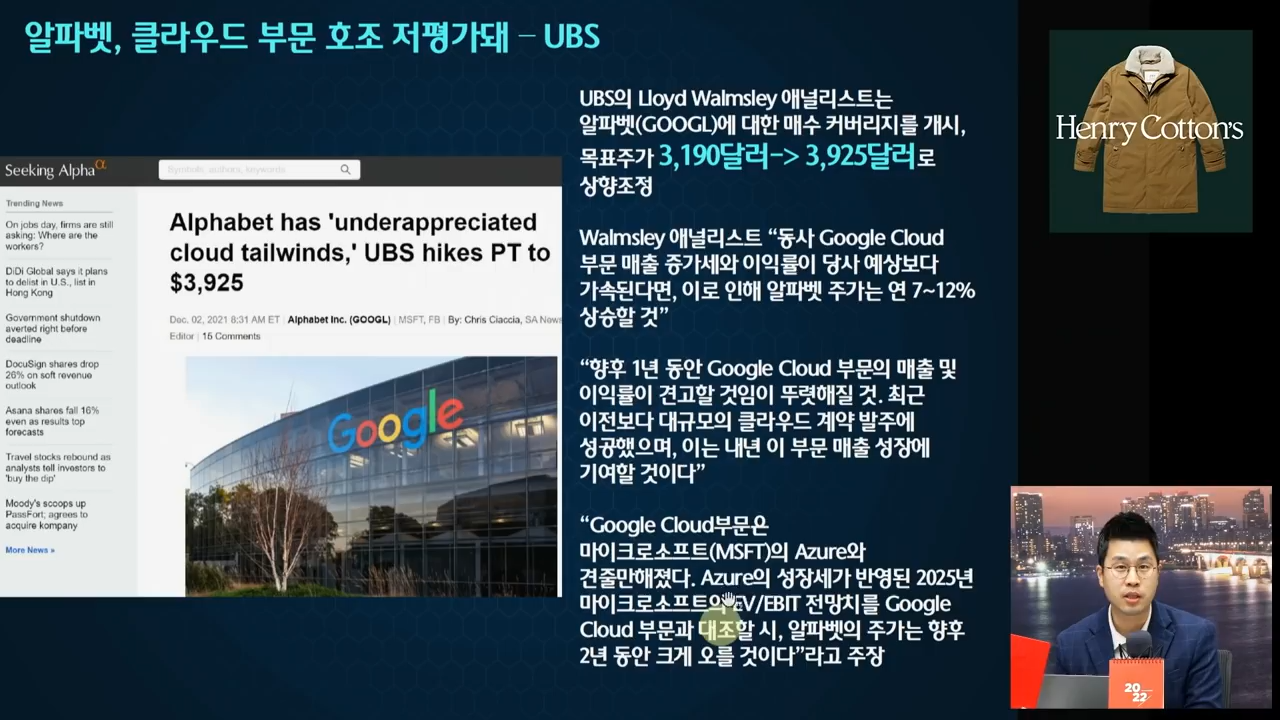 알파벳, 클라우드 부문 호조 저평가돼 – UBS
Seeking Alpha α
Symbols, authors, keywords
Trending News
On jobs day, firms are still
asking: Where are the
workers?
DiDi Global says it plans
to delist in U.S., list in
Hong Kong
Government shutdown
averted right before
deadline
DocuSign shares drop
26% on soft revenue
outlook
Asana shares fall 16%
even as results top
forecasts
Travel stocks rebound as
analysts tell investors to
'buy the dip'
Moody's scoops up
PassFort; agrees to
acquire kompany
More News »
Alphabet has 'underappreciated
cloud tailwinds,' UBS hikes PT to
$3,925
Dec. 02, 2021 8:31 AM ET | Alphabet Inc. (GOOGL) | MSFT, FB | By: Chris Ciaccia, SA News
Editor | 15 Comments
Google
UBS의 Lloyd Walmsley 애널리스트는
알파벳(GOOGL)에 대한 매수 커버리지를 개시,
목표주가 3,190달러-> 3,925달러로
상향조정
Walmsley 애널리스트 “동사 Google Cloud
부문 매출 증가세와 이익률이 당사 예상보다
가속된다면, 이로 인해 알파벳 주가는 연 7~12%
상승할 것”
“향후 1년 동안 Google Cloud 부문의 매출 및
이익률이 견고할 것임이 뚜렷해질 것. 최근
이전보다 대규모의 클라우드 계약 발주에
성공했으며, 이는 내년 이 부문 매출 성장에
기여할 것이다”
“Google Cloud부문은
마이크로소프트(MSFT)의 Azure와
견줄만해졌다. Azure의 성장세가 반영된 2025년
마이크로소프트의 EV/EBIT 전망치를 Google
Cloud 부문과 대조할 시, 알파벳의 주가는 향후
2년 동안 크게 오를 것이다”라고 주장
Henry Cotton's
20
22